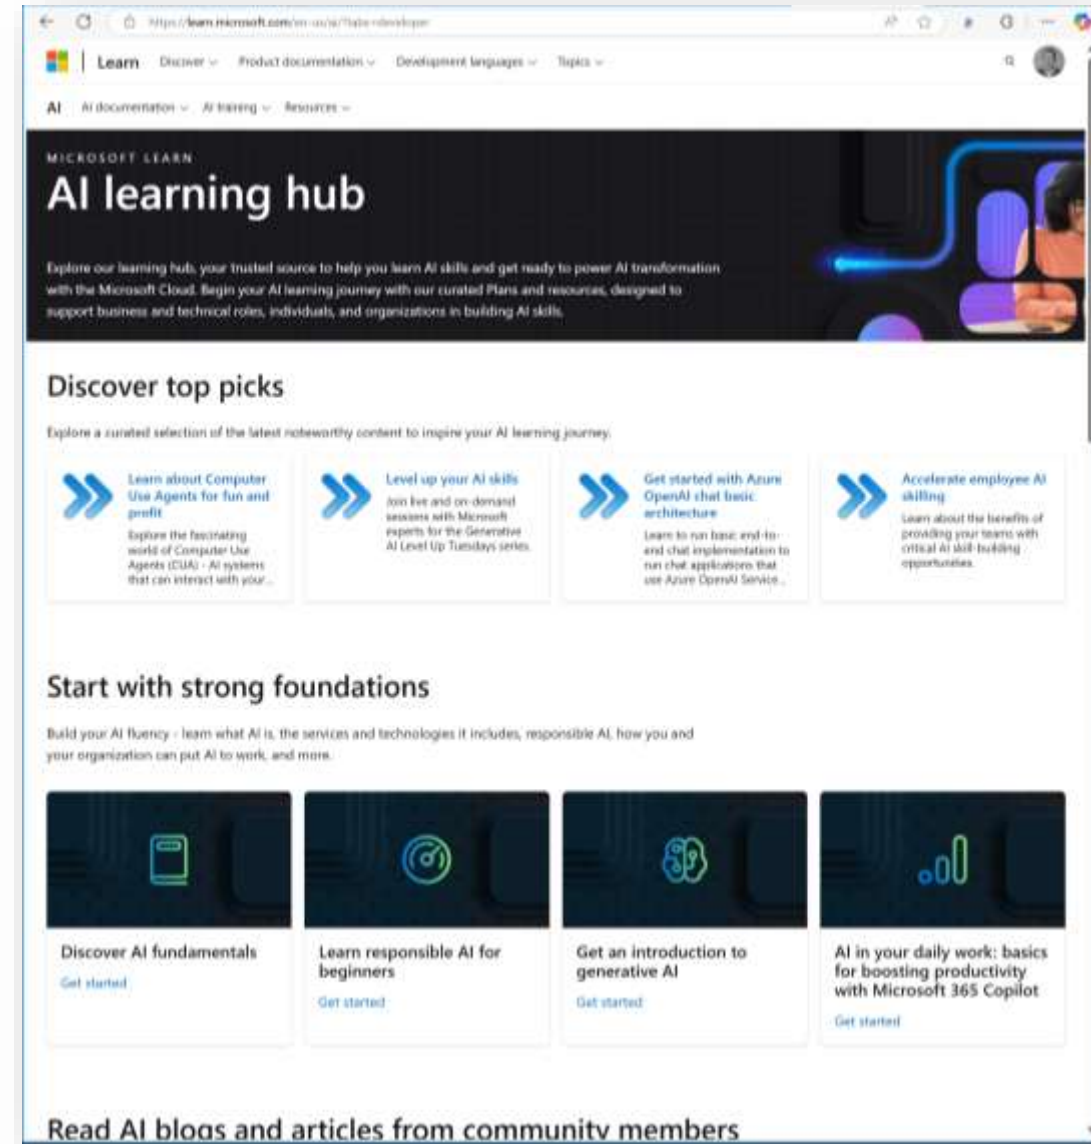 https://learn.microsoft.com/en-us/ai/?tabs=developer
Learn Discover Product documentation Development languages Topics
AI AI documentation AI training Resources
MICROSOFT LEARN
AI learning hub
Explore our learning hub, your trusted source to help you learn AI skills and get ready to power AI transformation
with the Microsoft Cloud. Begin your AI learning journey with our curated Plans and resources, designed to
support business and technical roles, individuals, and organizations in building AI skills.
Discover top picks
Explore a curated selection of the latest noteworthy content to inspire your AI learning journey.
Learn about Computer
Use Agents for fun and
profit
Explore the fascinating
world of Computer Use
Agents (CUA) - AI systems
that can interact with your...
Level up your AI skills
Join live and on-demand
sessions with Microsoft
experts for the Generative
AI Level Up Tuesdays series.
Get started with Azure
OpenAI chat basic
architecture
Learn to run basic end-to-
end chat implementation to
run chat applications that
use Azure OpenAI Service...
Accelerate employee AI
skilling
Learn about the benefits of
providing your teams with
critical AI skill-building
opportunities.
Start with strong foundations
Build your AI fluency - learn what AI is, the services and technologies it includes, responsible AI, how you and
your organization can put AI to work, and more.
Discover AI fundamentals
Get started
Learn responsible AI for
beginners
Get started
Get an introduction to
generative AI
Get started
AI in your daily work: basics
for boosting productivity
with Microsoft 365 Copilot
Get started
Read AI blogs and articles from community members